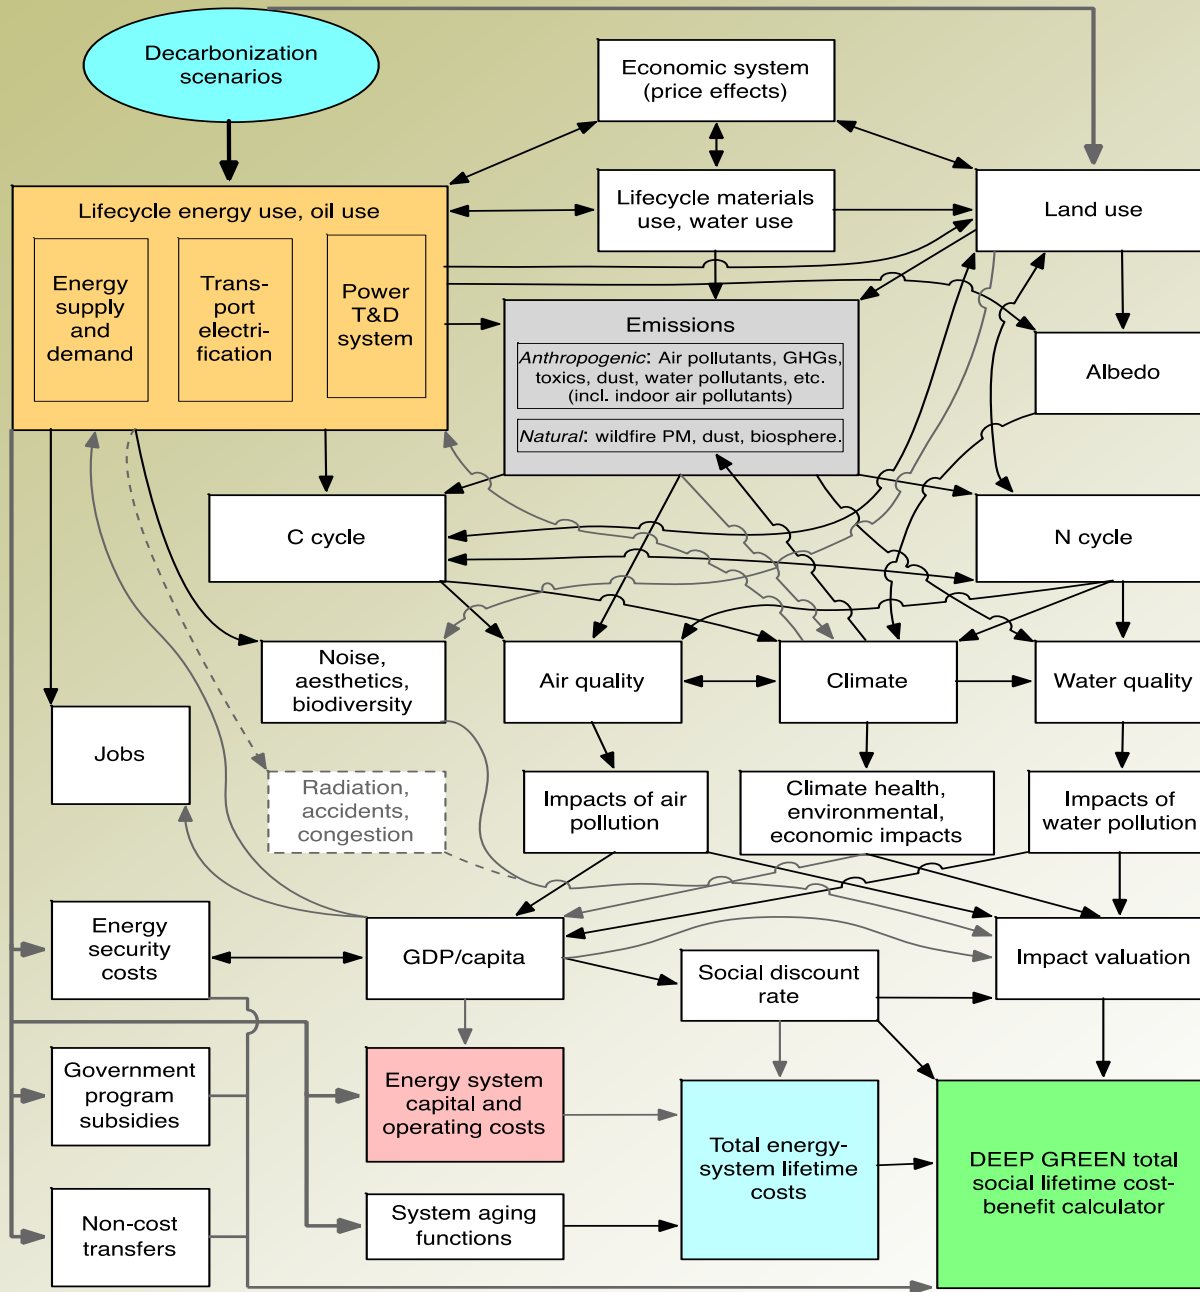 Decarbonization
scenarios
Economic system
(price effects)
Lifecycle energy use, oil use
Energy
supply
and
demand
Trans-
port
electri-
fication
Power
T&D
system
Lifecycle materials
use, water use
Land use
Emissions
Anthropogenic: Air pollutants, GHGs,
toxics, dust, water pollutants, etc.
(incl. indoor air pollutants)
Natural: wildfire PM, dust, biosphere.
Albedo
C cycle
N cycle
Noise,
aesthetics,
biodiversity
Air quality
Climate
Water quality
Jobs
Radiation,
accidents,
congestion
Impacts of air
pollution
Climate health,
environmental,
economic impacts
Impacts of
water pollution
Energy
security
costs
GDP/capita
Social discount
rate
Impact valuation
Government
program
subsidies
Energy system
capital and
operating costs
Total energy-
system lifetime
costs
DEEP GREEN total
social lifetime cost-
benefit calculator
Non-cost
transfers
System aging
functions